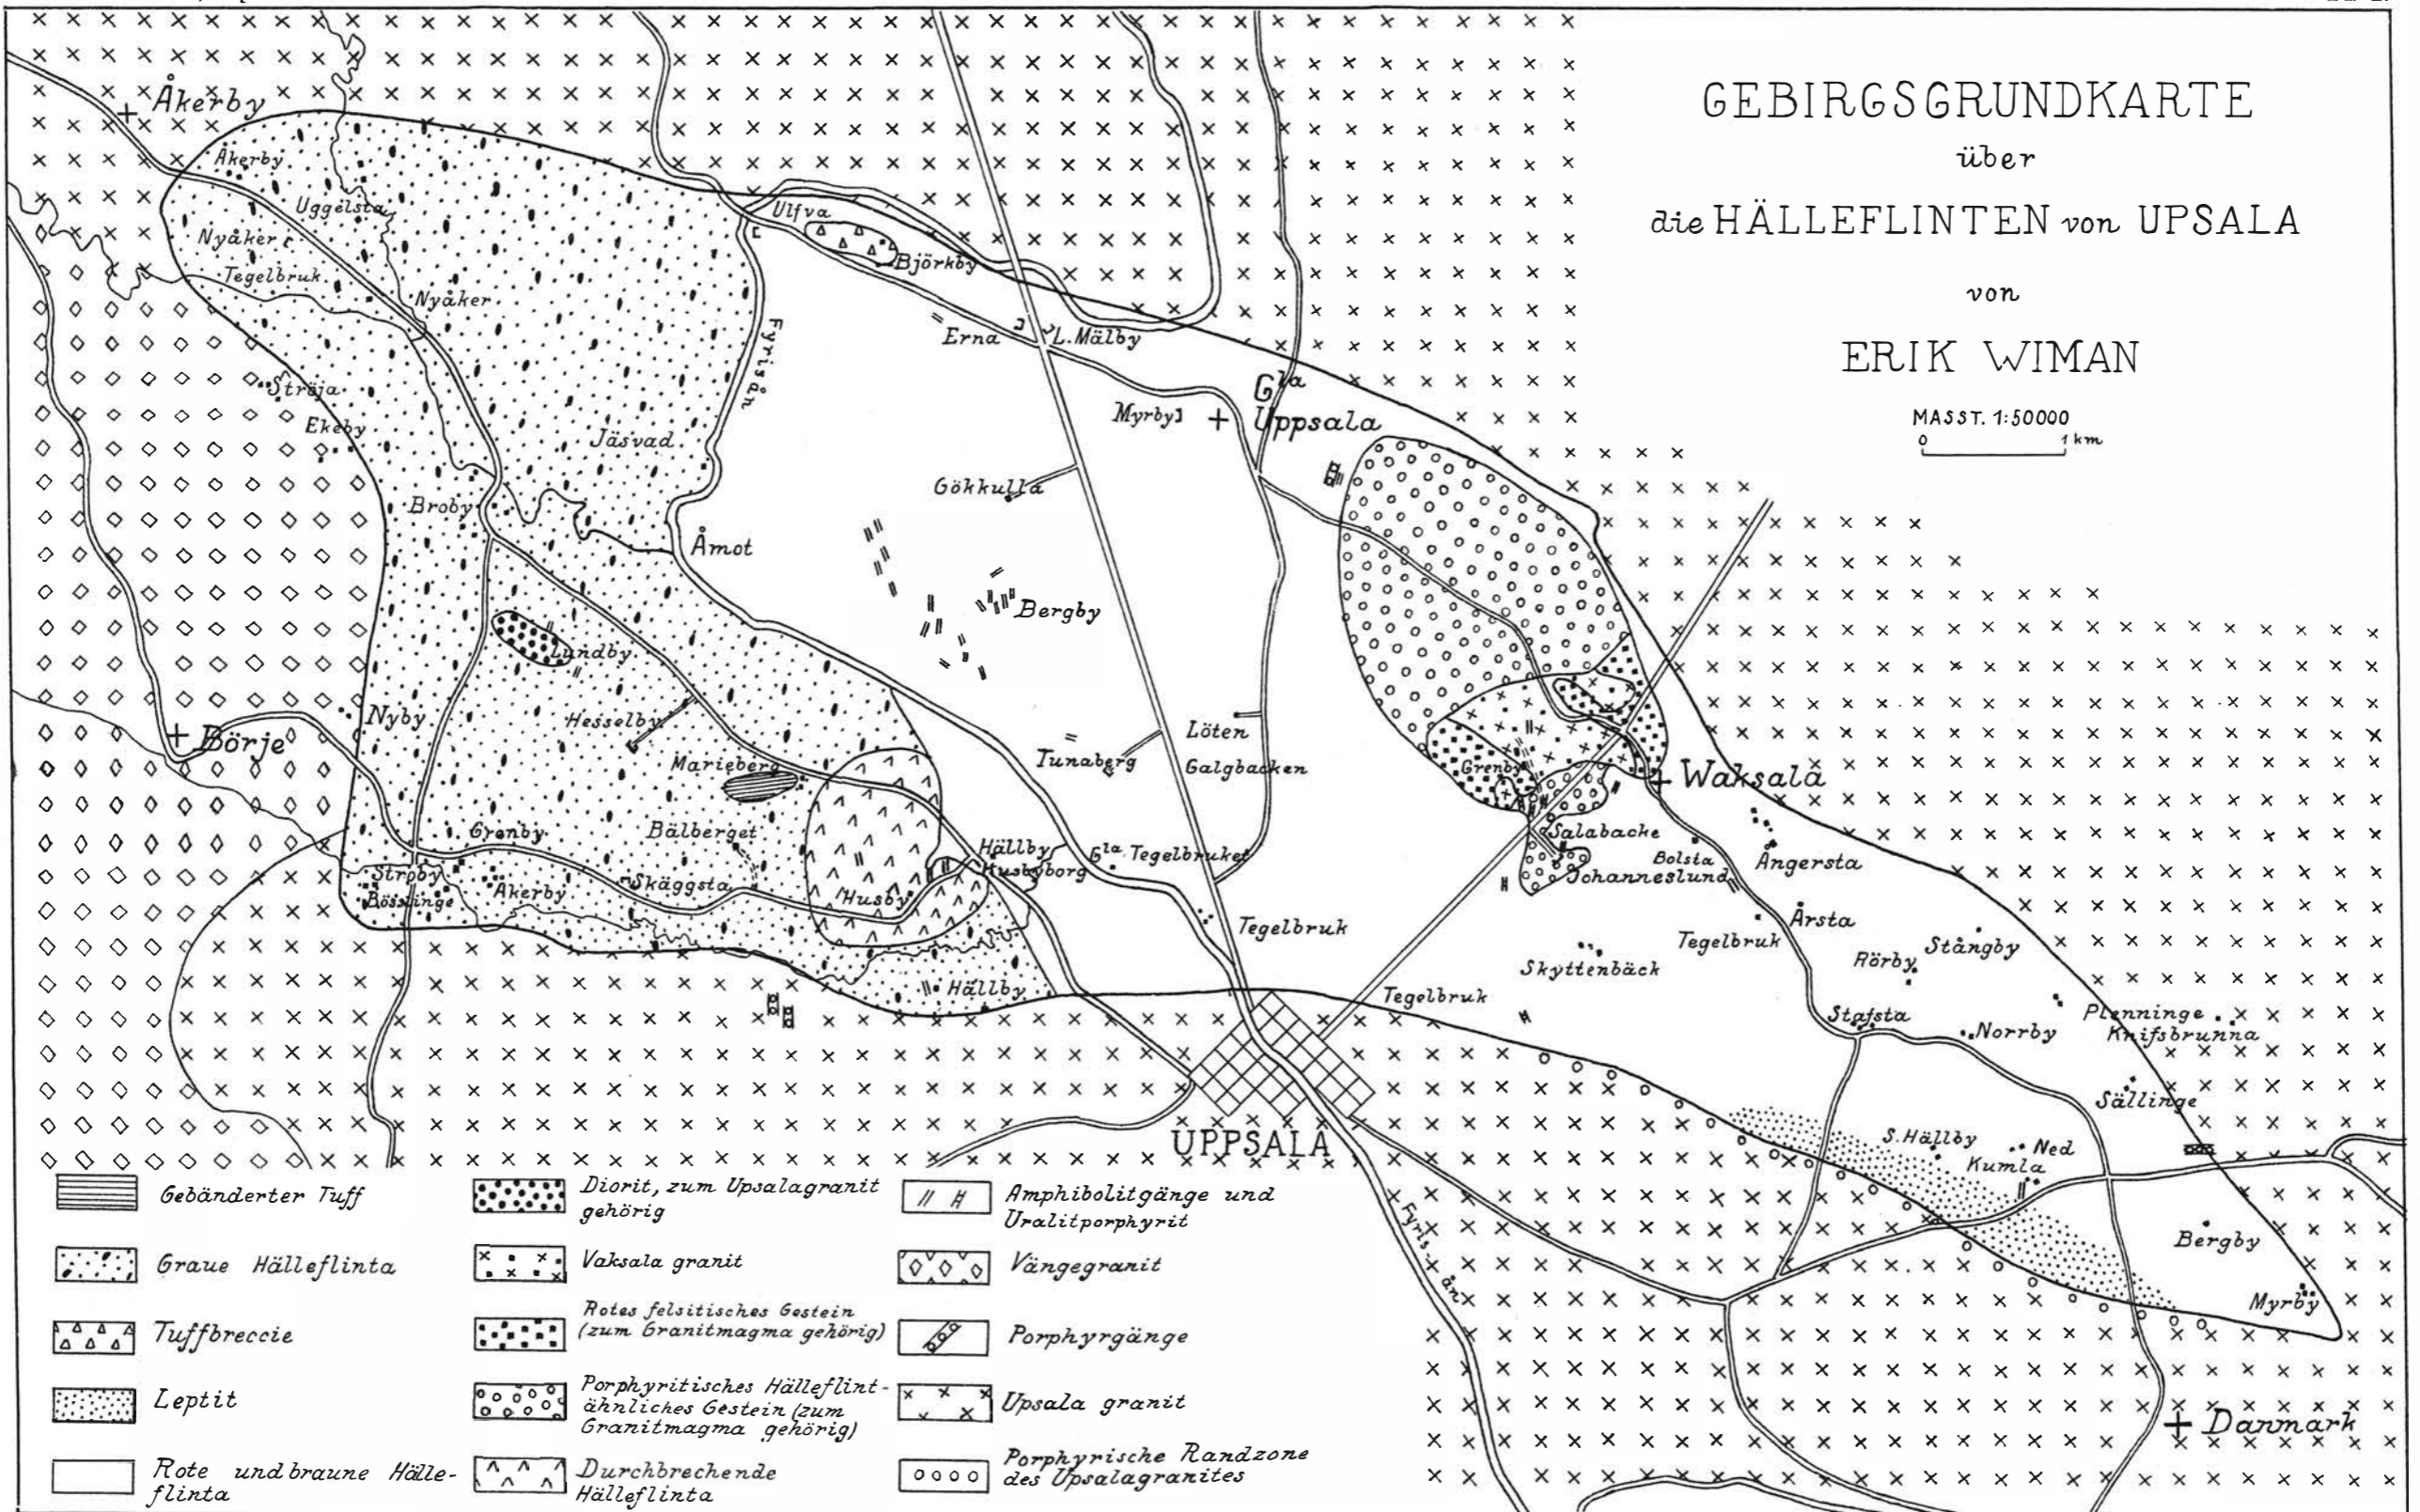 GEBIRGSGRUNDKARTE
über
die HÄLLEFLINTEN von UPSALA
von
ERIK WIMAN
MASST. 1:50000
0 1 km
Åkerby
Åkerby
Uggelsta
Nyåker
Tegelbruk
Nyåker
Ströja
Ekeby
Jäsvad
Broby
Åmot
Fyrisån
Ulfva
Björkby
Erna
L. Mälby
Gla
Uppsala
Myrby
Gökkulla
Bergby
Lundby
Hesselby
Nyby
Börje
Marieberg
Tunaberg
Löten
Galgbacken
Grenby
Waksala
Grenby
Bälberget
Hällby
Husbyborg
Gla Tegelbruket
Salabacke
Johanneslund
Bolsta
Ångersta
Ströby
Bösslinge
Åkerby
Skäggsta
Husby
Tegelbruk
Skyttenbäck
Tegelbruk
Årsta
Rörby
Stångby
Hällby
Tegelbruk
Stafsta
Norrby
Plenninge
Knifsbrunna
Sällinge
UPPSALA
S. Hällby
Ned
Kumla
Fyris-ån
Bergby
Myrby
Danmark
Gebänderter Tuff
Graue Hälleflinta
Tuffbreccie
Leptit
Rote und braune Hälle-
flinta
Diorit, zum Upsalagranit
gehörig
Vaksala granit
Rotes felsitisches Gestein
(zum Granitmagma gehörig)
Porphyritisches Hälleflint-
ähnliches Gestein (zum
Granitmagma gehörig)
Durchbrechende
Hälleflinta
Amphibolitgänge und
Uralitporphyrit
Vängegranit
Porphyrgänge
Upsala granit
Porphyrische Randzone
des Upsalagranites